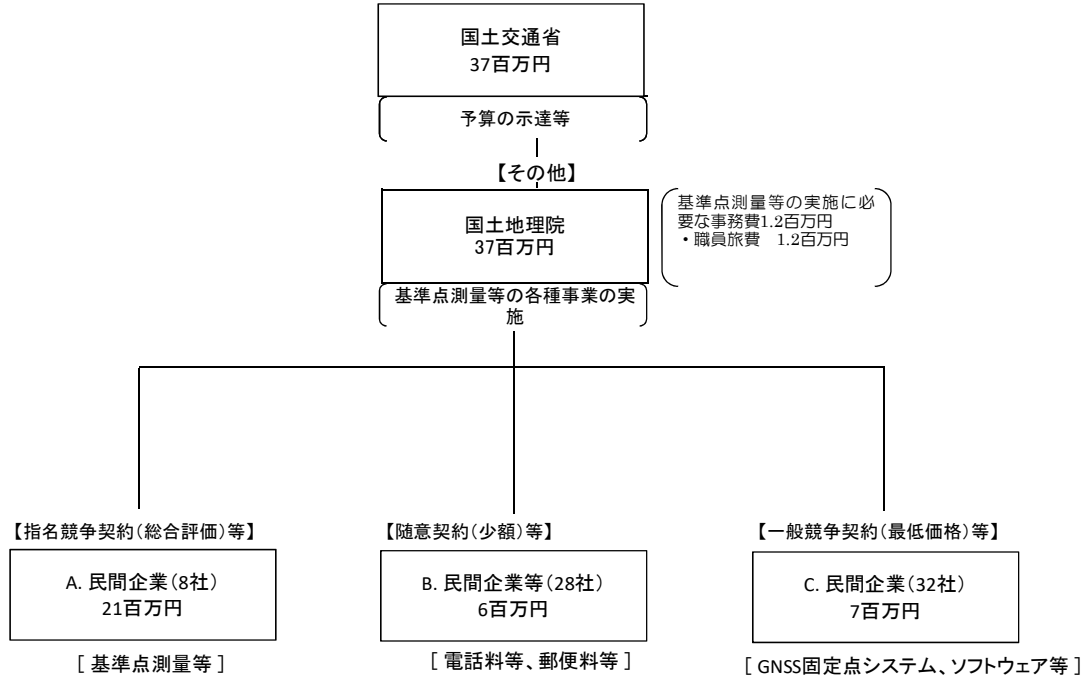 国土交通省
37百万円
予算の示達等
【その他】
国土地理院
37百万円
基準点測量等の実施に必
要な事務費1.2百万円
・職員旅費　1.2百万円
基準点測量等の各種事業の実
施
【指名競争契約(総合評価)等】
A. 民間企業(8社)
21百万円
[ 基準点測量等 ]
【随意契約(少額)等】
B. 民間企業等(28社)
6百万円
[ 電話料等、郵便料等 ]
【一般競争契約(最低価格)等】
C. 民間企業(32社)
7百万円
[ GNSS固定点システム、ソフトウェア等 ]